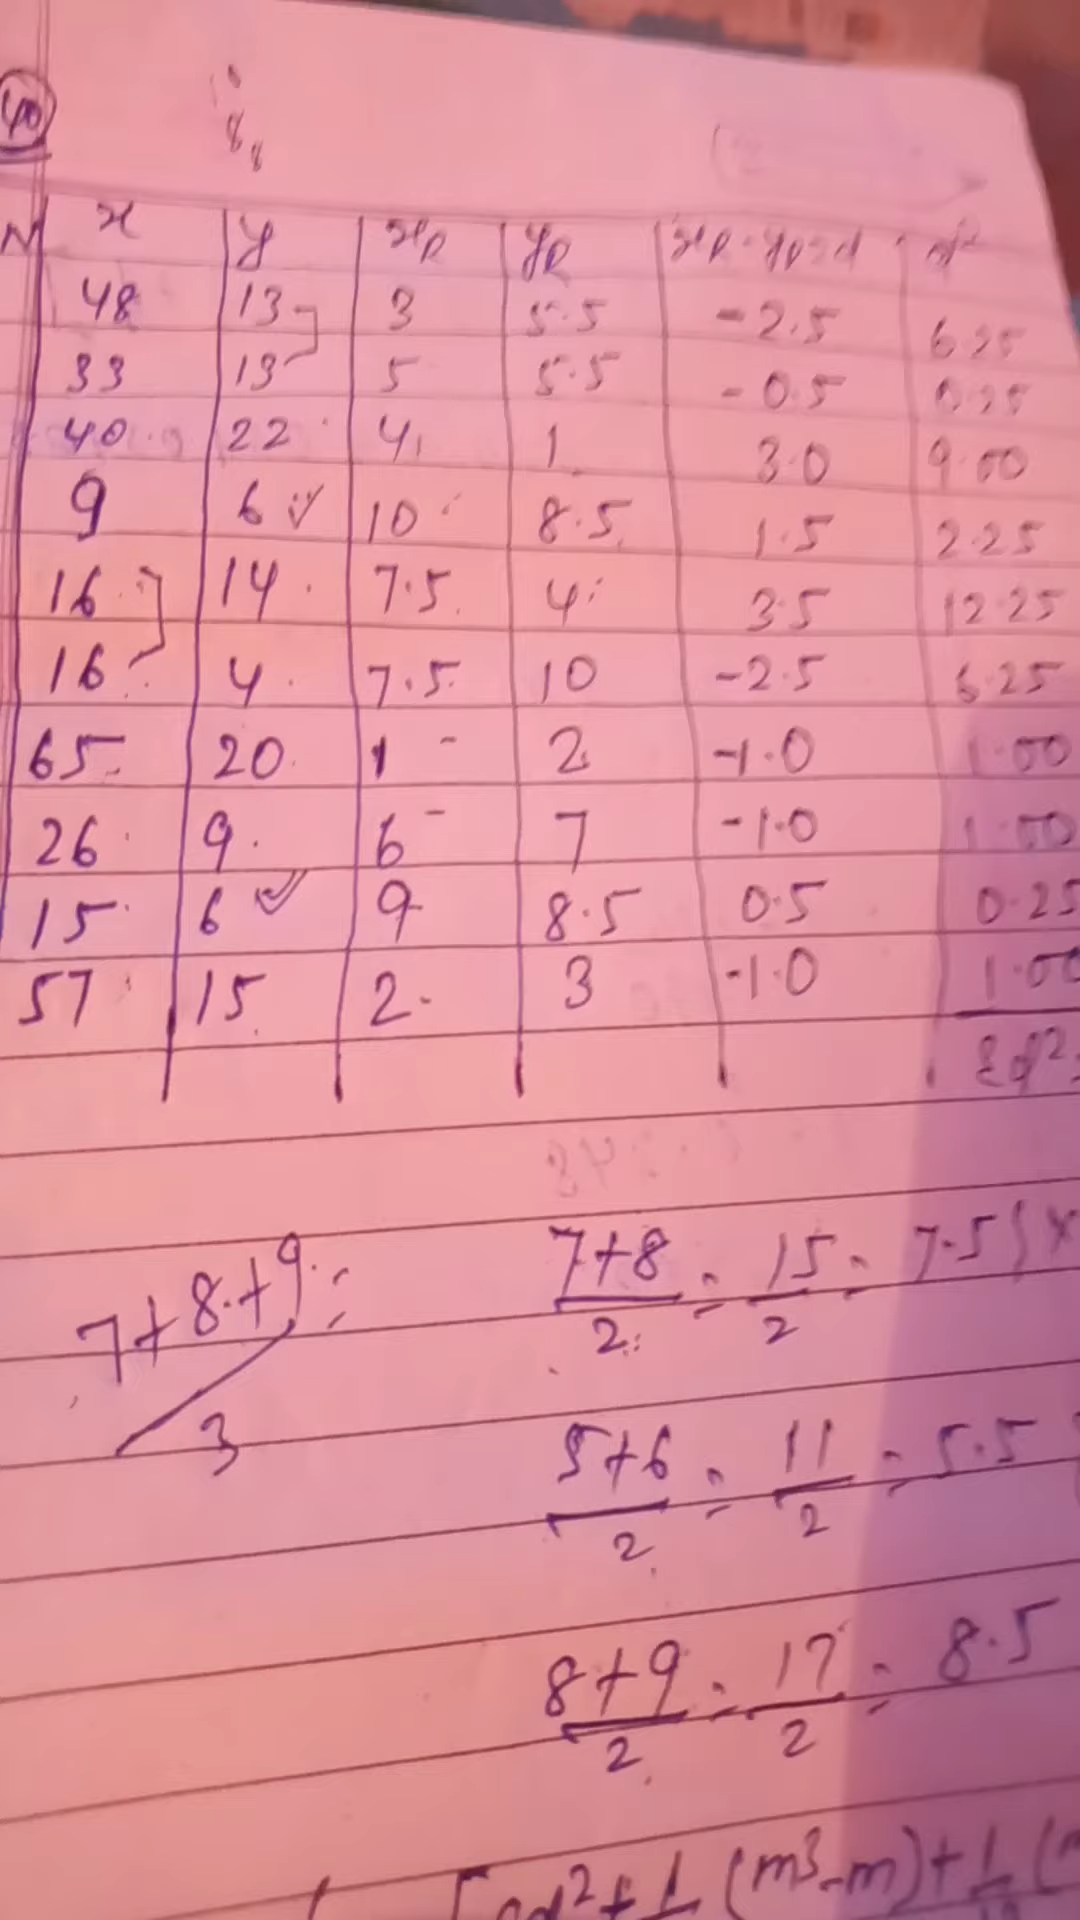 40
N x y xR yR xR-yR=d d²
48 13 3 5.5 -2.5 6.25
33 13 5 5.5 -0.5 0.25
40 22 4 1 3.0 9.00
9 6 10 8.5 1.5 2.25
16 14 7.5 4 3.5 12.25
16 4 7.5 10 -2.5 6.25
65 20 1 2 -1.0 1.00
26 9 6 7 -1.0 1.00
15 6 9 8.5 0.5 0.25
57 15 2 3 -1.0 1.00
Σd²=
7+8+9 =
3
7+8/2 = 15/2 = 7.5
5+6/2 = 11/2 = 5.5
8+9/2 = 17/2 = 8.5
(m³-m)+